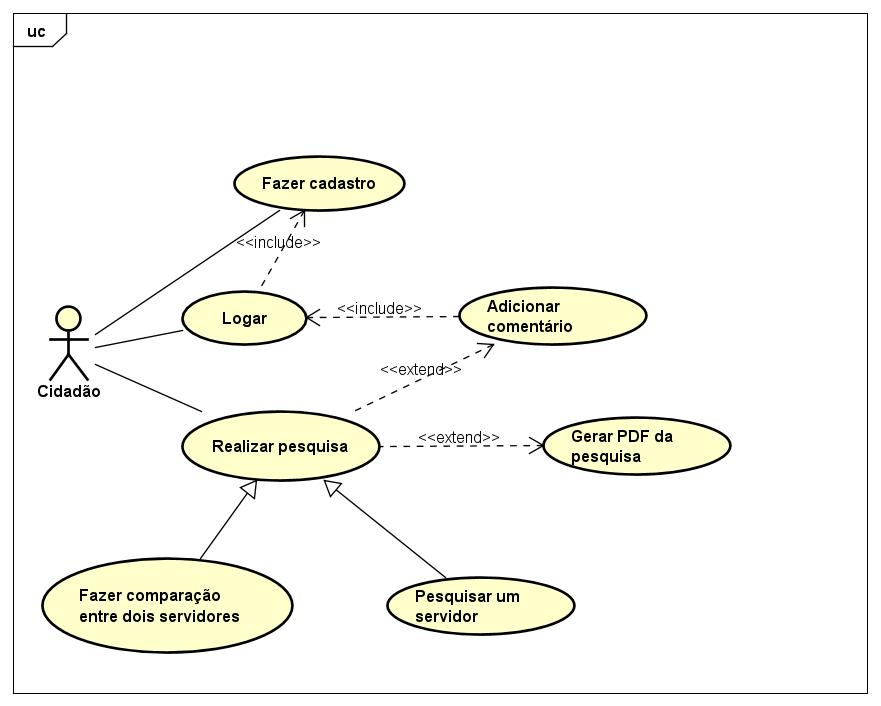 uc
Fazer cadastro
<<include>>
Logar
<<include>>
Adicionar
comentário
<<extend>>
Cidadão
Realizar pesquisa
<<extend>>
Gerar PDF da
pesquisa
Fazer comparação
entre dois servidores
Pesquisar um
servidor